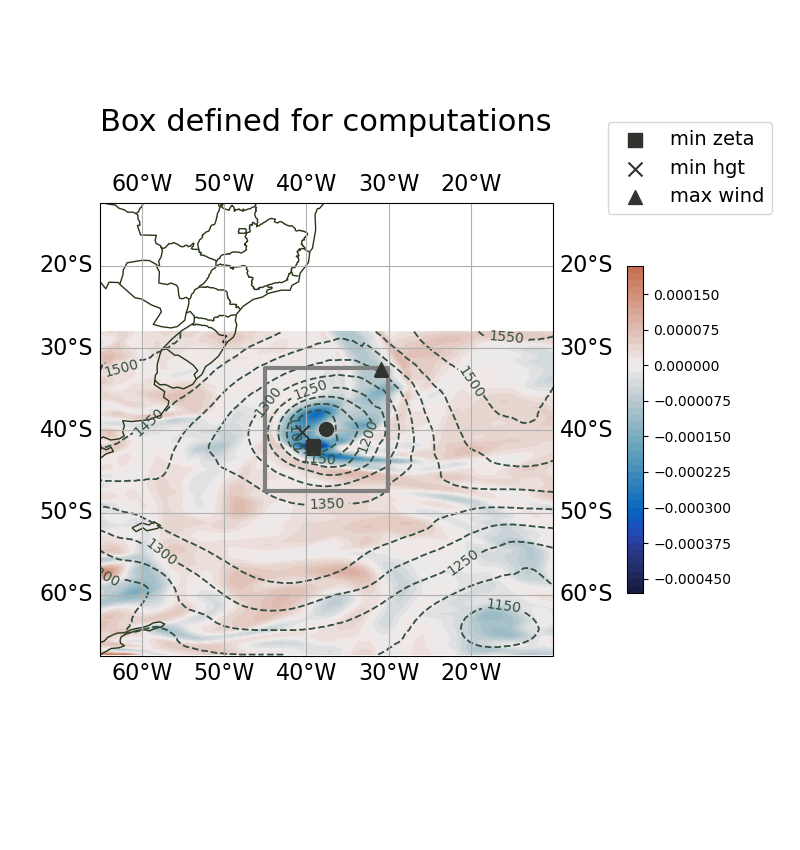 Box defined for computations
min zeta
min hgt
max wind
60°W 50°W 40°W 30°W 20°W
20°S 20°S
30°S 30°S
40°S 40°S
50°S 50°S
60°S 60°S
60°W 50°W 40°W 30°W 20°W
1550
1500
1500
1450
1250
1200
1200
1150
1350
1300
1250
1150
0.000150
0.000075
0.000000
−0.000075
−0.000150
−0.000225
−0.000300
−0.000375
−0.000450